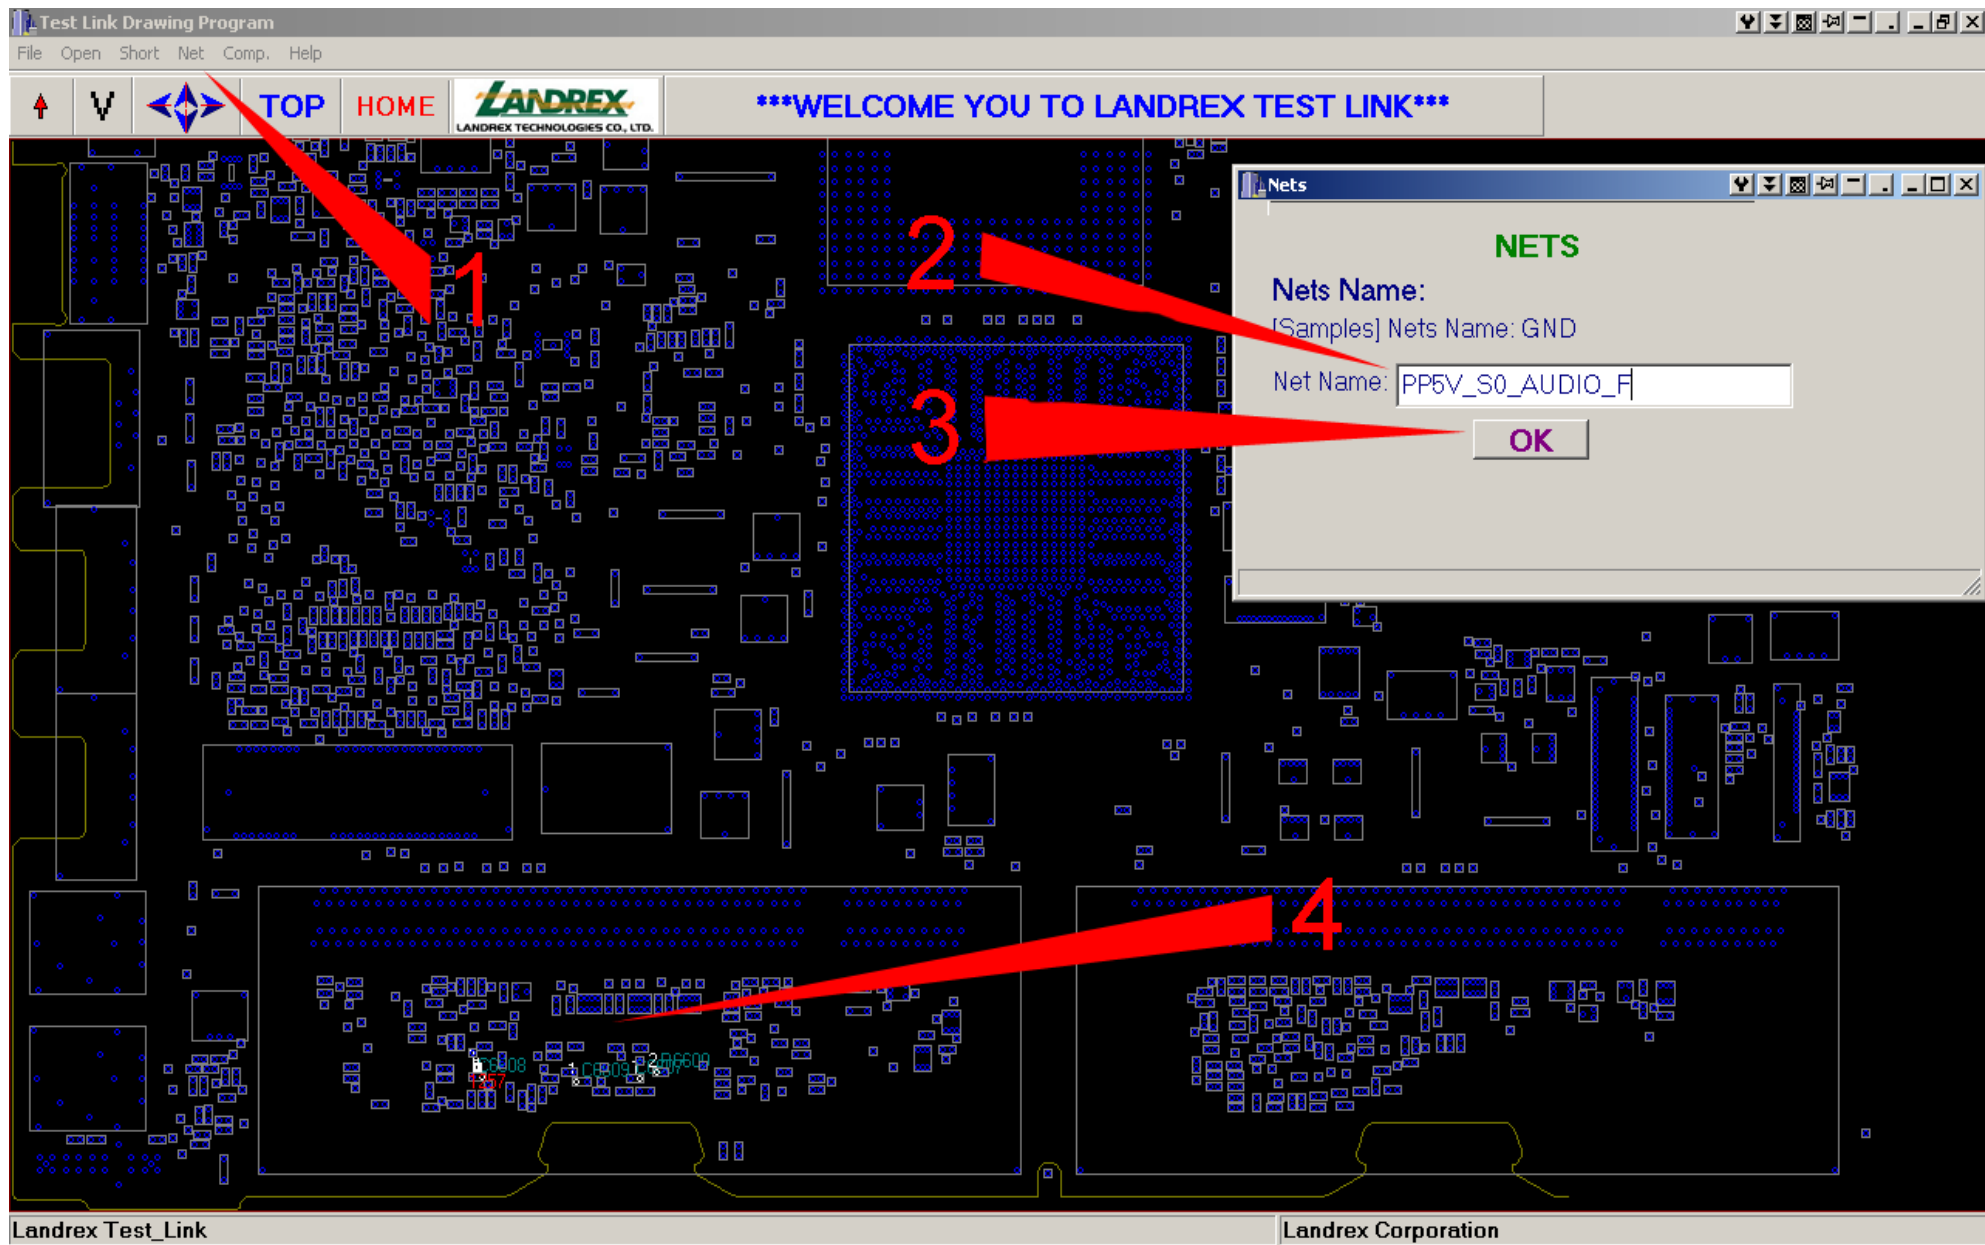 Test Link Drawing Program
File Open Short Net Comp. Help
V TOP HOME LANDREX ***WELCOME YOU TO LANDREX TEST LINK***
LANDREX TECHNOLOGIES CO., LTD.
Nets
NETS
Nets Name:
[Samples] Nets Name: GND
Net Name: PP5V_S0_AUDIO_F
OK
1
2
3
4
1257
Landrex Test_Link
Landrex Corporation